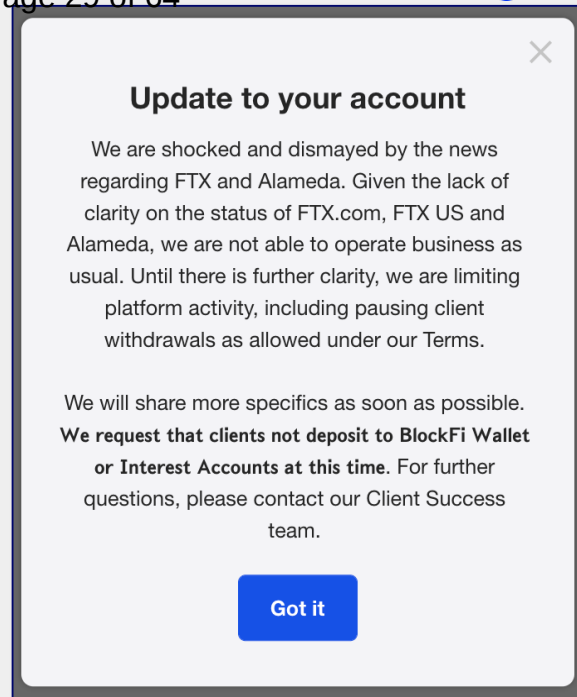 age 29 of 64
Update to your account
We are shocked and dismayed by the news
regarding FTX and Alameda. Given the lack of
clarity on the status of FTX.com, FTX US and
Alameda, we are not able to operate business as
usual. Until there is further clarity, we are limiting
platform activity, including pausing client
withdrawals as allowed under our Terms.
We will share more specifics as soon as possible.
We request that clients not deposit to BlockFi Wallet
or Interest Accounts at this time. For further
questions, please contact our Client Success
team.
Got it